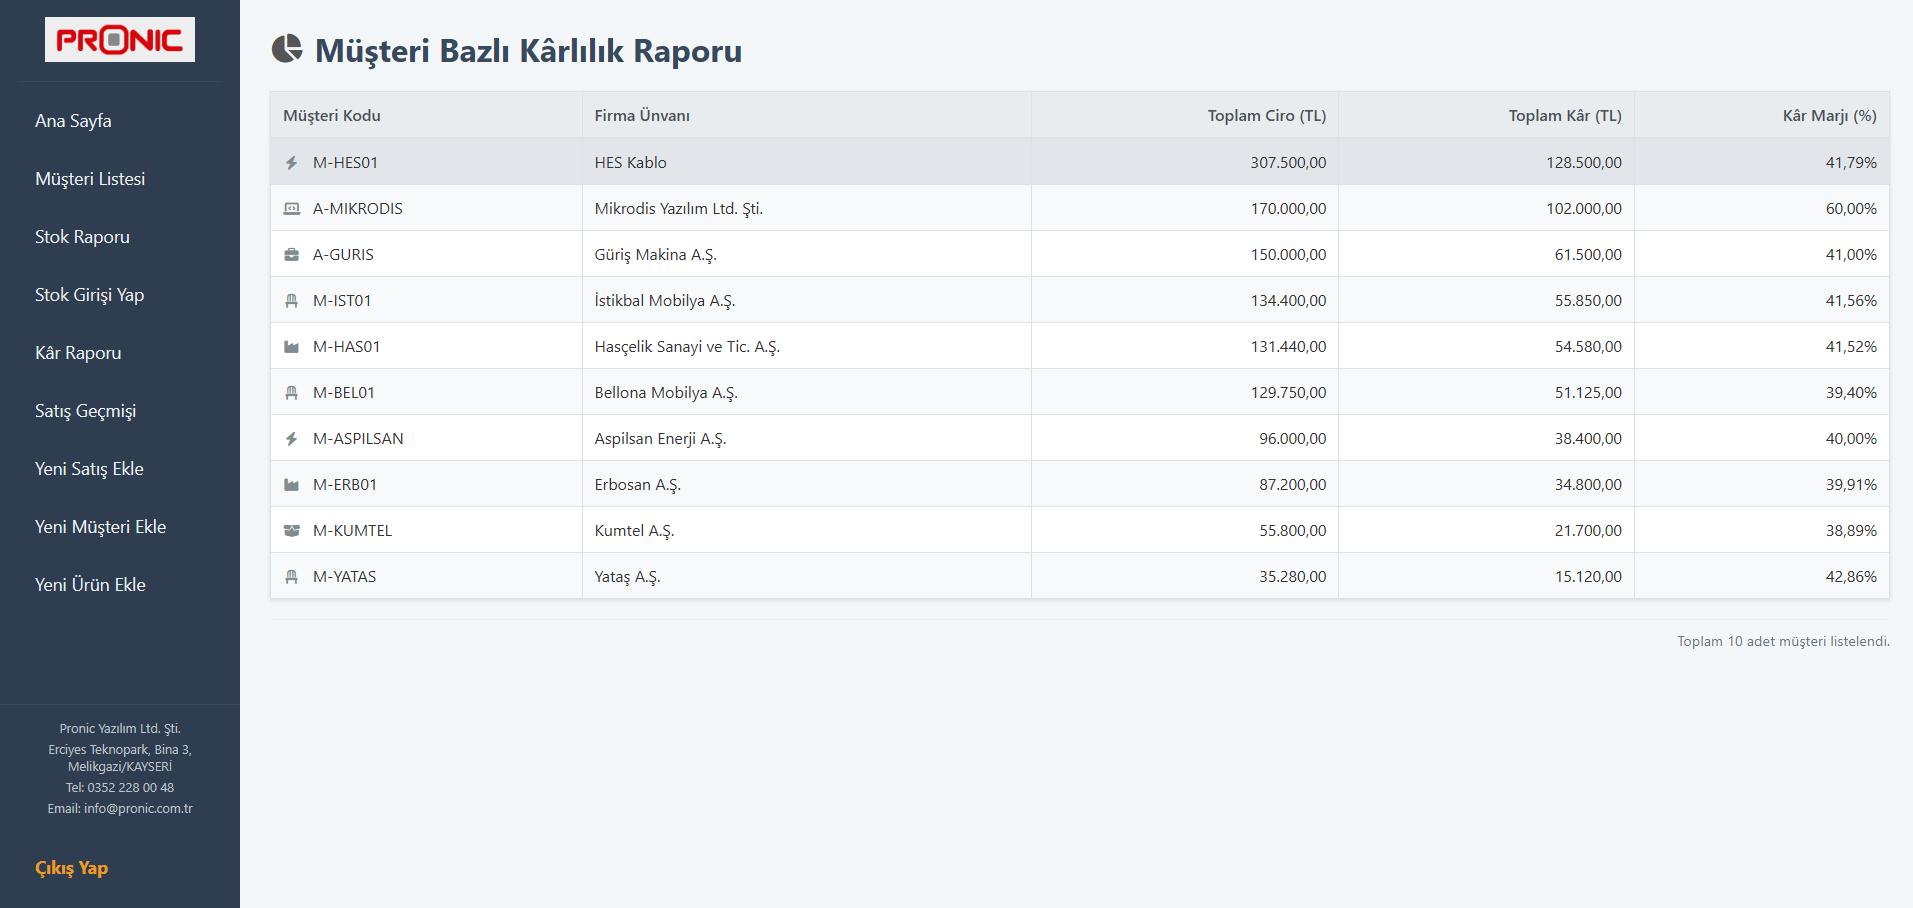 PRONIC
Ana Sayfa
Müşteri Listesi
Stok Raporu
Stok Girişi Yap
Kâr Raporu
Satış Geçmişi
Yeni Satış Ekle
Yeni Müşteri Ekle
Yeni Ürün Ekle
Pronic Yazılım Ltd. Şti.
Erciyes Teknopark, Bina 3,
Melikgazi/KAYSERİ
Tel: 0352 228 00 48
Email: info@pronic.com.tr
Çıkış Yap
Müşteri Bazlı Kârlılık Raporu
Müşteri Kodu Firma Ünvanı Toplam Ciro (TL) Toplam Kâr (TL) Kâr Marjı (%)
M-HES01 HES Kablo 307.500,00 128.500,00 41,79%
A-MIKRODIS Mikrodis Yazılım Ltd. Şti. 170.000,00 102.000,00 60,00%
A-GURIS Güriş Makina A.Ş. 150.000,00 61.500,00 41,00%
M-IST01 İstikbal Mobilya A.Ş. 134.400,00 55.850,00 41,56%
M-HAS01 Hasçelik Sanayi ve Tic. A.Ş. 131.440,00 54.580,00 41,52%
M-BEL01 Bellona Mobilya A.Ş. 129.750,00 51.125,00 39,40%
M-ASPILSAN Aspilsan Enerji A.Ş. 96.000,00 38.400,00 40,00%
M-ERB01 Erbosan A.Ş. 87.200,00 34.800,00 39,91%
M-KUMTEL Kumtel A.Ş. 55.800,00 21.700,00 38,89%
M-YATAS Yataş A.Ş. 35.280,00 15.120,00 42,86%
Toplam 10 adet müşteri listelendi.